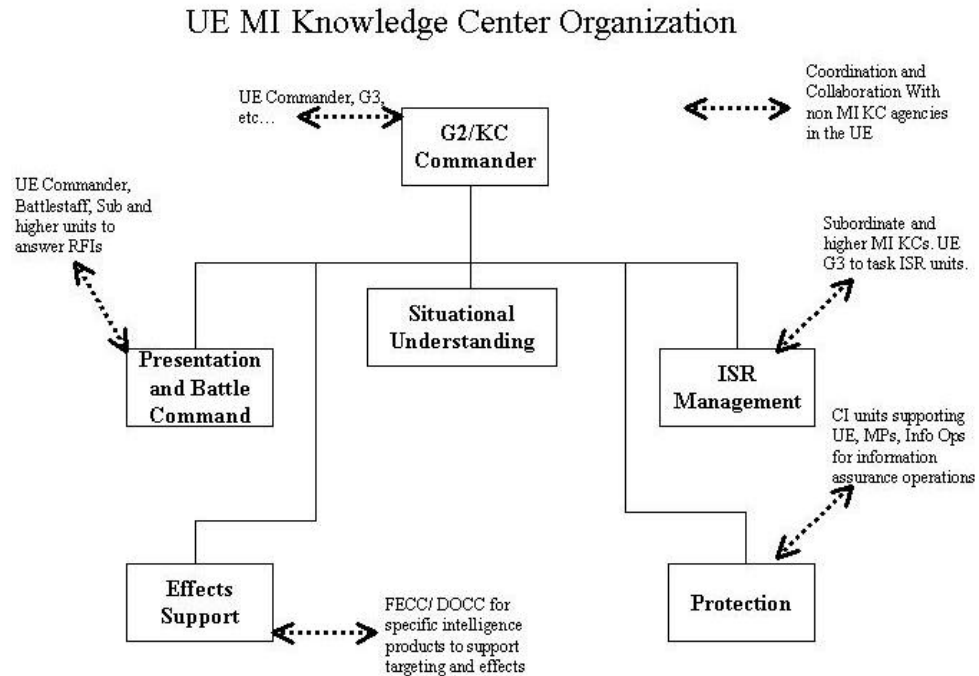 UE MI Knowledge Center Organization
UE Commander, G3,
etc…
Coordination and
Collaboration With
non MI KC agencies
in the UE
G2/KC
Commander
UE Commander,
Battlestaff, Sub and
higher units to
answer RFIs
Subordinate and
higher MI KCs. UE
G3 to task ISR units.
Situational
Understanding
Presentation
and Battle
Command
ISR
Management
CI units supporting
UE, MPs, Info Ops
for information
assurance operations
Effects
Support
FECC/ DOCC for
specific intelligence
products to support
targeting and effects
Protection